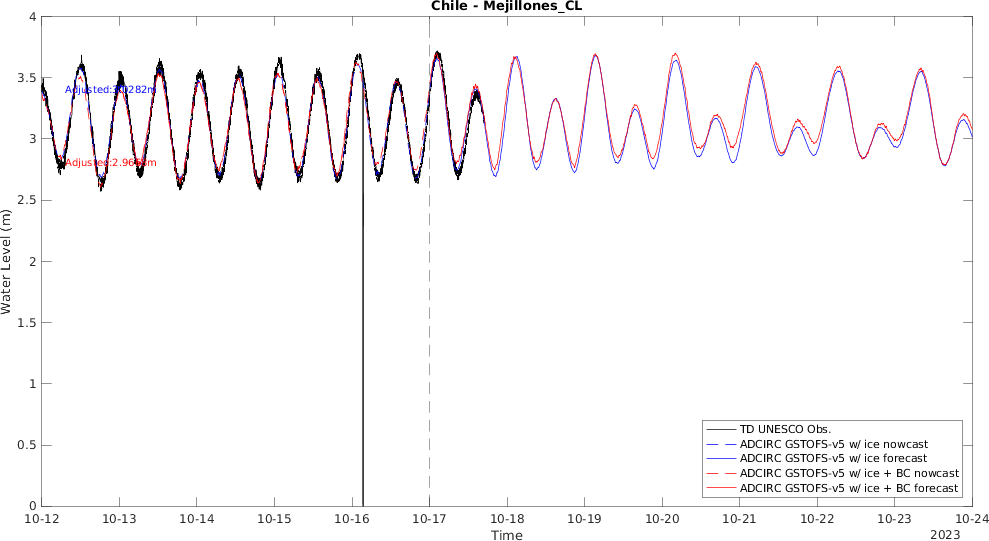 Chile - Mejillones_CL
4
3.5
3
2.5
2
1.5
1
0.5
0
Water Level (m)
m
TD UNESCO Obs.
ADCIRC GSTOFS-v5 w/ ice nowcast
ADCIRC GSTOFS-v5 w/ ice forecast
ADCIRC GSTOFS-v5 w/ ice + BC nowcast
ADCIRC GSTOFS-v5 w/ ice + BC forecast
10-12 10-13 10-14 10-15 10-16 10-17 10-18 10-19 10-20 10-21 10-22 10-23 10-24
Time
2023